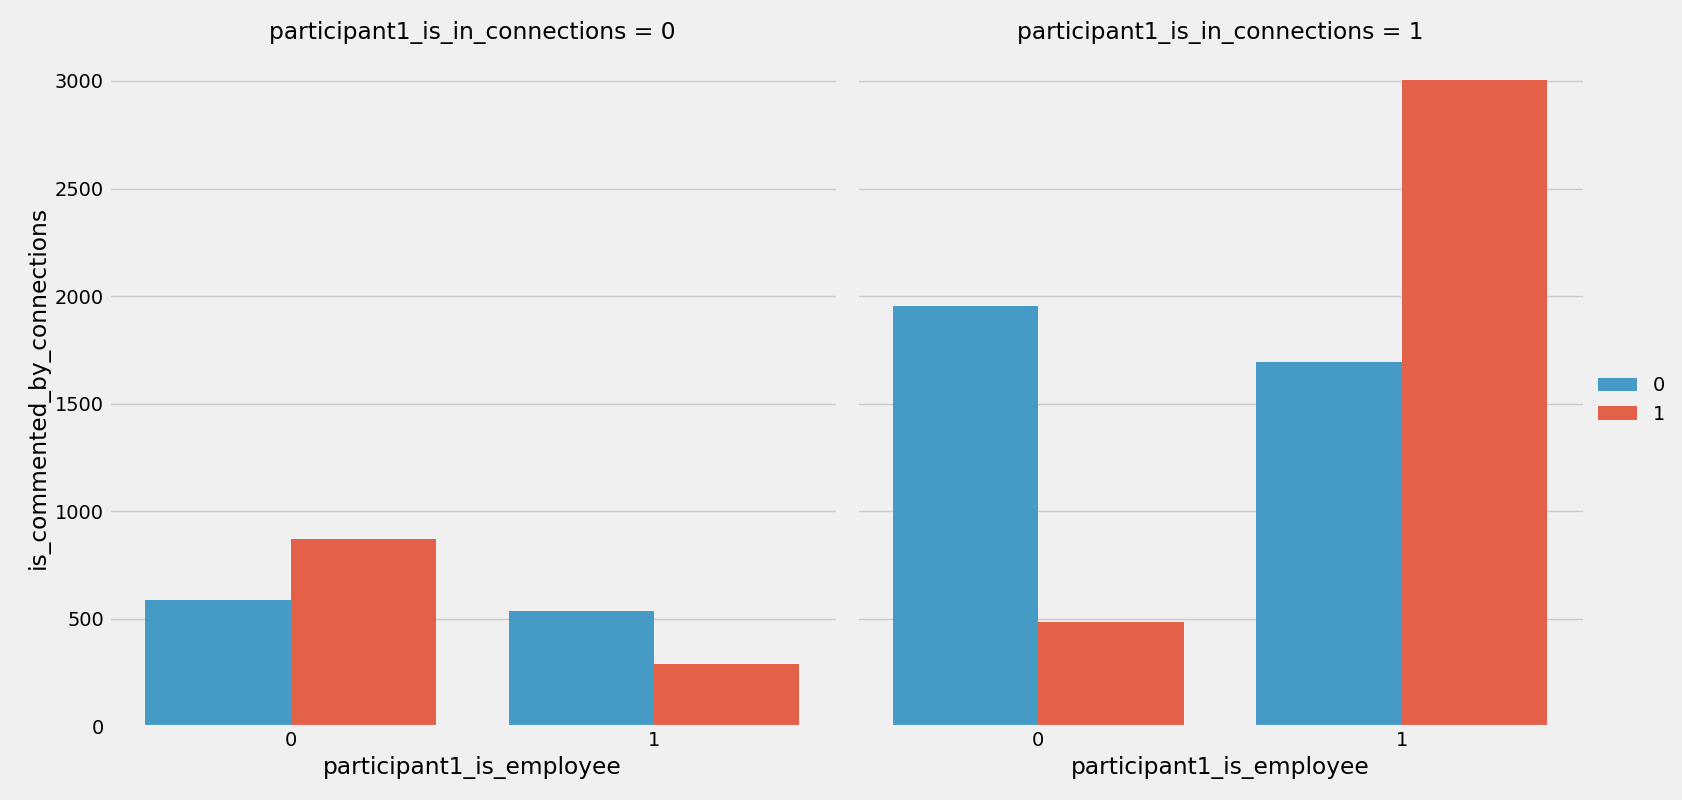 participant1_is_in_connections = 0
participant1_is_in_connections = 1
is_commented_by_connections
3000
2500
2000
1500
1000
500
0
0
1
0
1
participant1_is_employee
participant1_is_employee
0
1